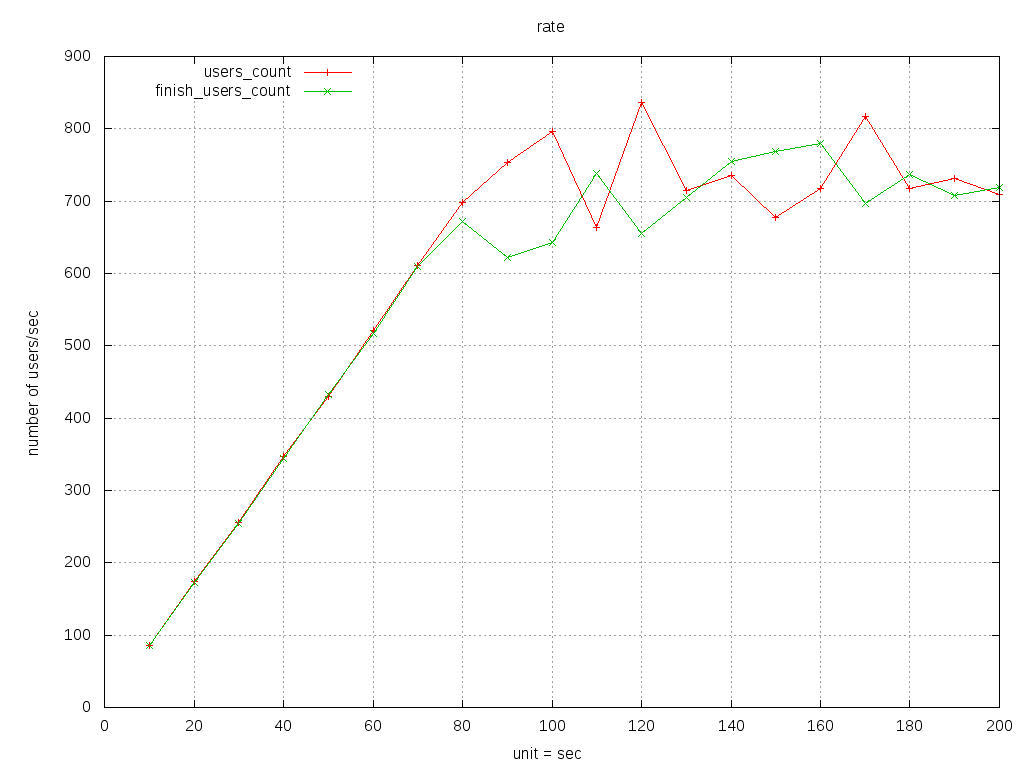 rate
users_count
finish_users_count
900
800
700
600
500
400
300
200
100
0
number of users/sec
0 20 40 60 80 100 120 140 160 180 200
unit = sec